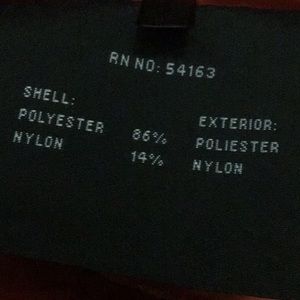 RN NO: 54163
SHELL: EXTERIOR:
POLYESTER 86% POLIESTER
NYLON 14% NYLON